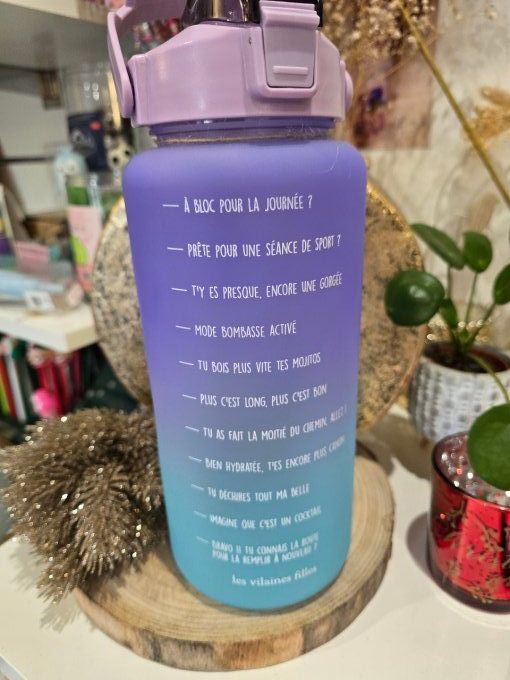 — À BLOC POUR LA JOURNÉE ?
— PRÊTE POUR UNE SÉANCE DE SPORT ?
— T'Y ES PRESQUE, ENCORE UNE GORGÉE
— MODE BOMBASSE ACTIVÉ
— TU BOIS PLUS VITE TES MOJITOS
— PLUS C'EST LONG, PLUS C'EST BON
— TU AS FAIT LA MOITIÉ DU CHEMIN, ALLEZ !
— BIEN HYDRATÉE, T'ES ENCORE PLUS CANON
— TU DÉCHIRES TOUT MA BELLE
— IMAGINE QUE C'EST UN COCKTAIL
— BRAVO !! TU CONNAIS LA ROUTE
POUR LA REMPLIR À NOUVEAU ?
les vilaines filles